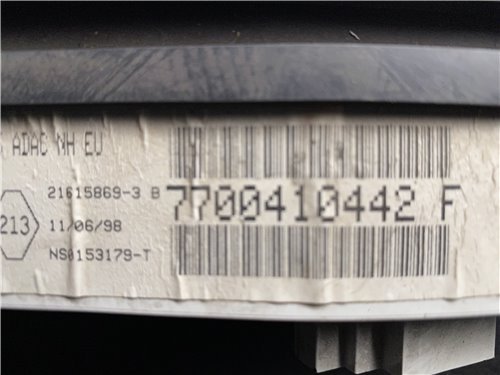 ADAC NH EU
21615869-3 B
7700410442 F
213
11/06/98
NS0153179-T